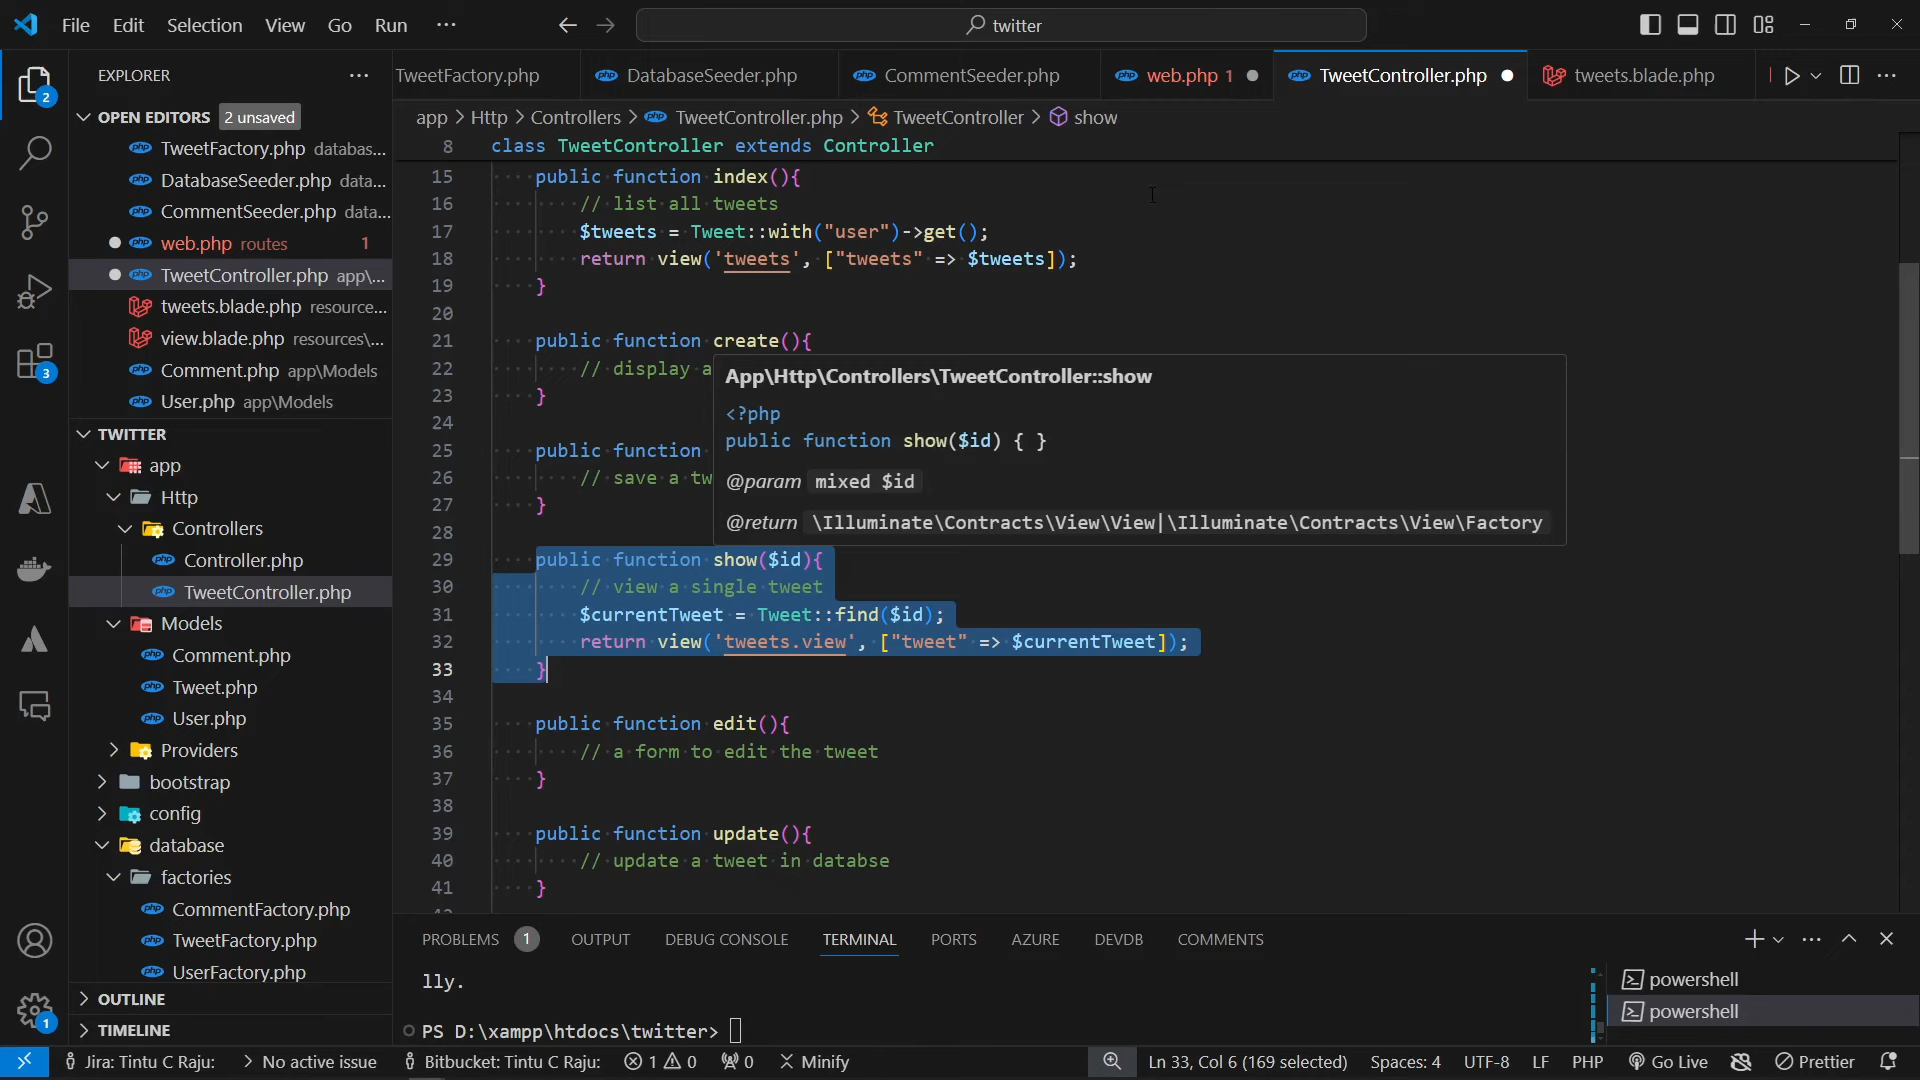 File Edit Selection View Go Run ··· twitter
EXPLORER ···
TweetFactory.php DatabaseSeeder.php CommentSeeder.php web.php 1 TweetController.php tweets.blade.php ···
OPEN EDITORS 2 unsaved
TweetFactory.php databas...
DatabaseSeeder.php data...
CommentSeeder.php datab...
web.php routes 1
TweetController.php app\...
tweets.blade.php resource...
view.blade.php resources\...
Comment.php app\Models
User.php app\Models
TWITTER
app
Http
Controllers
Controller.php
TweetController.php
Models
Comment.php
Tweet.php
User.php
Providers
bootstrap
config
database
factories
CommentFactory.php
TweetFactory.php
UserFactory.php
OUTLINE
TIMELINE
2
3
1
app > Http > Controllers > TweetController.php > TweetController > show
8 class TweetController extends Controller
15 public function index(){
16 // list all tweets
17 $tweets = Tweet::with("user")->get();
18 return view('tweets', ["tweets" => $tweets]);
19 }
20
21 public function create(){
22 // display a
23 }
24
25 public function
26 // save a tw
27 }
28
App\Http\Controllers\TweetController::show
<?php
public function show($id) { }
@param mixed $id
@return \Illuminate\Contracts\View\View|\Illuminate\Contracts\View\Factory
29 public function show($id){
30 // view a single tweet
31 $currentTweet = Tweet::find($id);
32 return view('tweets.view', ["tweet" => $currentTweet]);
33 }
34
35 public function edit(){
36 // a form to edit the tweet
37 }
38
39 public function update(){
40 // update a tweet in databse
41 }
PROBLEMS 1 OUTPUT DEBUG CONSOLE TERMINAL PORTS AZURE DEVDB COMMENTS
lly.
PS D:\xampp\htdocs\twitter>
powershell
powershell
Jira: Tintu C Raju: No active issue Bitbucket: Tintu C Raju: 1 0 0 Minify Ln 33, Col 6 (169 selected) Spaces: 4 UTF-8 LF PHP Go Live Prettier